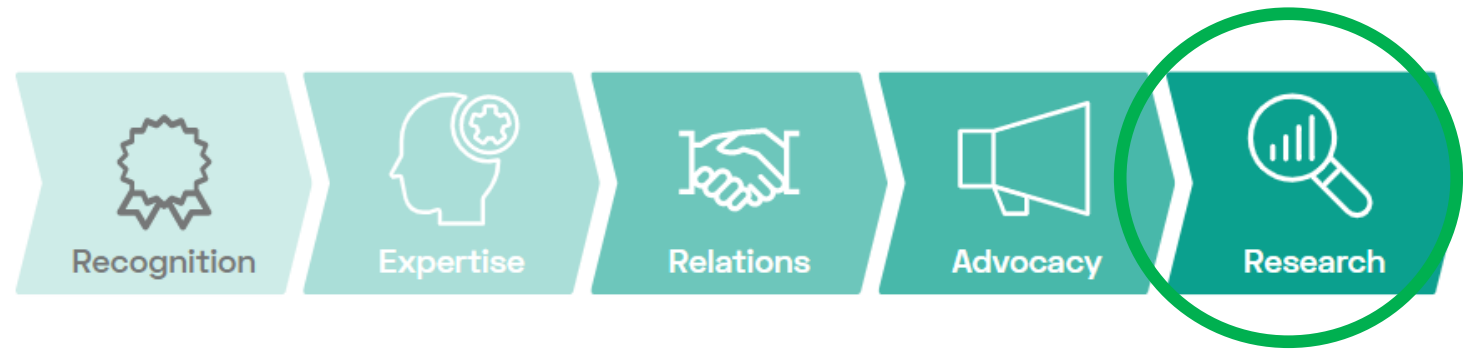 Recognition
Expertise
Relations
Advocacy
Research